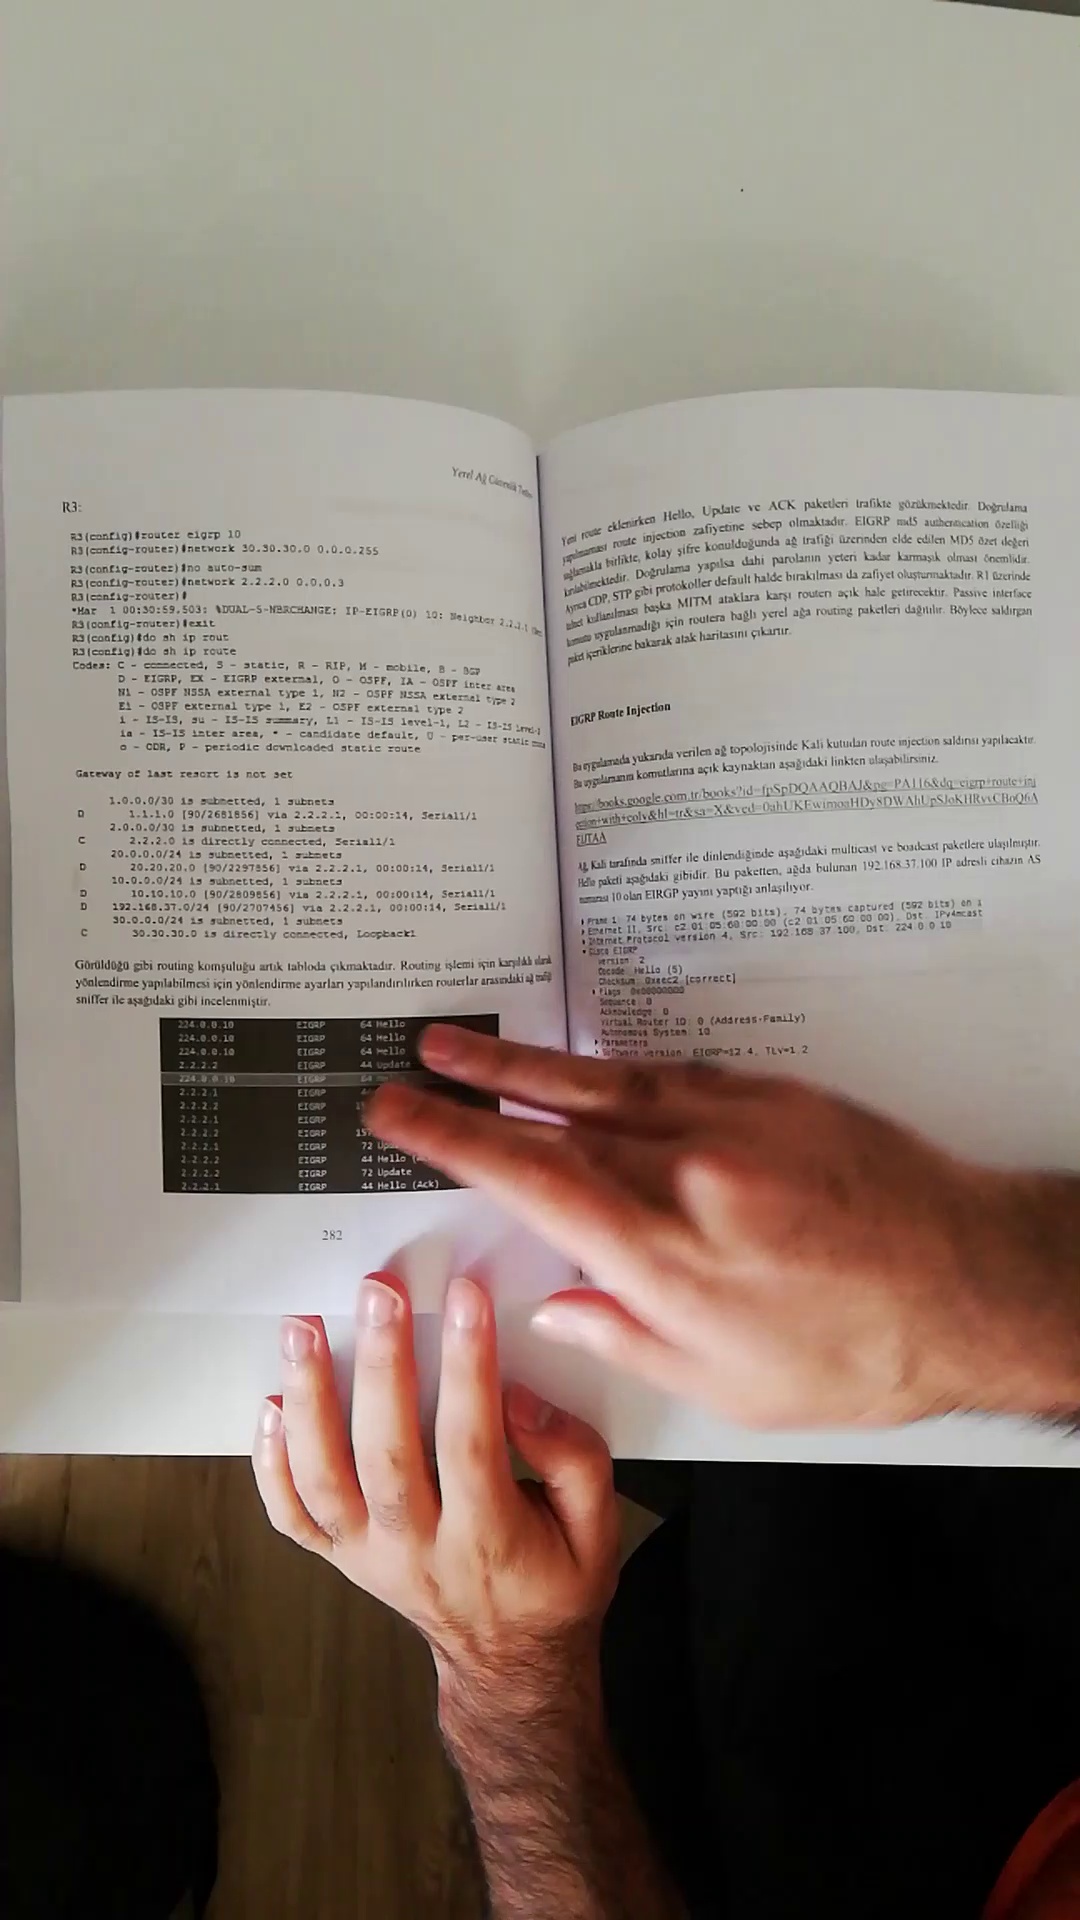 Yerel Ağ Güvenlik
R3:
R3(config)#router eigrp 10
R3(config-router)#network 30.30.30.0 0.0.0.255
R3(config-router)#no auto-sum
R3(config-router)#network 2.2.2.0 0.0.0.3
R3(config-router)#
*Mar 1 00:30:59.503: %DUAL-5-NBRCHANGE: IP-EIGRP(0) 10: Neighbor 2.2.2.1
R3(config-router)#exit
R3(config)#do sh ip rout
R3(config)#do sh ip route
Codes: C - connected, S - static, R - RIP, M - mobile, B - BGP
D - EIGRP, EX - EIGRP external, O - OSPF, IA - OSPF inter area
N1 - OSPF NSSA external type 1, N2 - OSPF NSSA external type 2
E1 - OSPF external type 1, E2 - OSPF external type 2
i - IS-IS, su - IS-IS summary, L1 - IS-IS level-1, L2 - IS-IS level-
ia - IS-IS inter area, * - candidate default, U - per-user static
o - ODR, P - periodic downloaded static route
Gateway of last resort is not set
1.0.0.0/30 is subnetted, 1 subnets
D 1.1.1.0 [90/2681856] via 2.2.2.1, 00:00:14, Serial1/1
2.0.0.0/30 is subnetted, 1 subnets
C 2.2.2.0 is directly connected, Serial1/1
20.0.0.0/24 is subnetted, 1 subnets
D 20.20.20.0 [90/2297856] via 2.2.2.1, 00:00:14, Serial1/1
10.0.0.0/24 is subnetted, 1 subnets
D 10.10.10.0 [90/2809856] via 2.2.2.1, 00:00:14, Serial1/1
D 192.168.37.0/24 [90/2707456] via 2.2.2.1, 00:00:14, Serial1/1
30.0.0.0/24 is subnetted, 1 subnets
C 30.30.30.0 is directly connected, Loopback1
Görüldüğü gibi routing komşuluğu artık tabloda çıkmaktadır. Routing işlemi için karşılıklı olarak
yönlendirme yapılabilmesi için yönlendirme ayarları yapılandırılırken routerlar arasındaki ağ trafiği
sniffer ile aşağıdaki gibi incelenmiştir.
224.0.0.10 EIGRP 64 Hello
224.0.0.10 EIGRP 64 Hello
224.0.0.10 EIGRP 64 Hello
2.2.2.2 EIGRP 44 Update
224.0.0.10 EIGRP 64
2.2.2.1 EIGRP
2.2.2.2 EIGRP
2.2.2.1 EIGRP
2.2.2.2 EIGRP
2.2.2.1 EIGRP 72
2.2.2.2 EIGRP 44 Hello
2.2.2.2 EIGRP 72 Update
2.2.2.1 EIGRP 44 Hello (Ack)
282
Yeni route eklenirken Hello, Update ve ACK paketleri trafikte gözükmektedir. Doğrulama
yapılmaması route injection zafiyetine sebep olmaktadır. EIGRP md5 authentication özelliği
sağlamakla birlikte, kolay şifre konulduğunda ağ trafiği üzerinden elde edilen MD5 özet değeri
kırılabilmektedir. Doğrulama yapılsa dahi parolanın yeteri kadar karmaşık olması önemlidir.
Ayrıca CDP, STP gibi protokoller default halde bırakılması da zafiyet oluşturmaktadır. R1 üzerinde
telnet kullanılması başka MITM ataklara karşı routerı açık hale getirecektir. Passive interface
komutu uygulanmadığı için routera bağlı yerel ağa routing paketleri dağıtılır. Böylece saldırgan
paket içeriklerine bakarak atak haritasını çıkartır.
EIGRP Route Injection
Bu uygulamada yukarıda verilen ağ topolojisinde Kali kutudan route injection saldırısı yapılacaktır.
Bu uygulamanın komutlarına açık kaynaktan aşağıdaki linkten ulaşabilirsiniz.
https://books.google.com.tr/books?id=fpSpDQAAQBAJ&pg=PA116&dq=eigrp+route+inj
EUTAA
Ağ, Kali tarafında sniffer ile dinlendiğinde aşağıdaki multicast ve boadcast paketlere ulaşılmıştır.
Hello paketi aşağıdaki gibidir. Bu paketten, ağda bulunan 192.168.37.100 IP adresli cihazın AS
numarası 10 olan EIRGP yayını yaptığı anlaşılıyor.
Frame 1: 74 bytes on wire (592 bits), 74 bytes captured (592 bits) on i
Ethernet II, Src: c2:01:05:60:00:00 (c2:01:05:60:00:00), Dst: IPv4mcast
Internet Protocol Version 4, Src: 192.168.37.100, Dst: 224.0.0.10
Cisco EIGRP
Version: 2
Opcode: Hello (5)
Checksum: 0xeec2 [correct]
Flags: 0x00000000
Sequence: 0
Acknowledge: 0
Virtual Router ID: 0 (Address-Family)
Autonomous System: 10
Parameters
Software Version: EIGRP=12.4, TLV=1.2